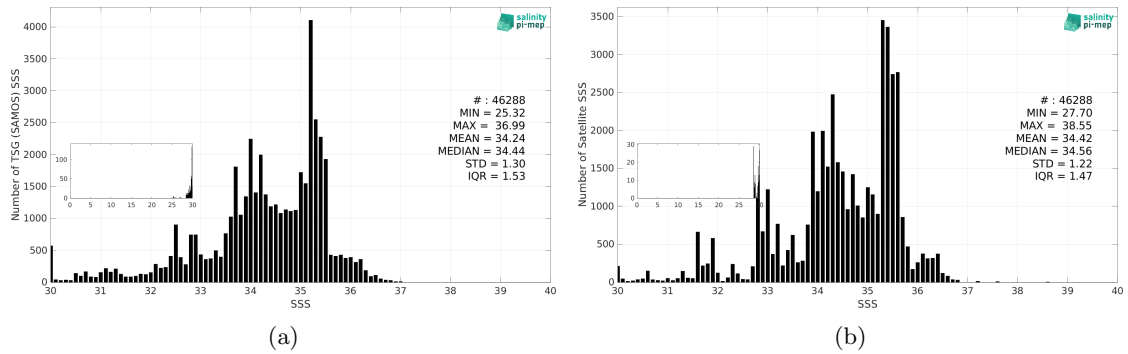 salinity
pi-mep
Number of TSG (SAMOS) SSS
4000
3500
3000
2500
2000
1500
1000
500
0
# : 46288
MIN = 25.32
MAX = 36.99
MEAN = 34.24
MEDIAN = 34.44
STD = 1.30
IQR = 1.53
100
50
0
0 5 10 15 20 25 30
30 31 32 33 34 35 36 37 38 39 40
SSS
(a)
salinity
pi-mep
Number of Satellite SSS
3500
3000
2500
2000
1500
1000
500
0
# : 46288
MIN = 27.70
MAX = 38.55
MEAN = 34.42
MEDIAN = 34.56
STD = 1.22
IQR = 1.47
30
20
10
0
0 5 10 15 20 25 30
30 31 32 33 34 35 36 37 38 39 40
SSS
(b)